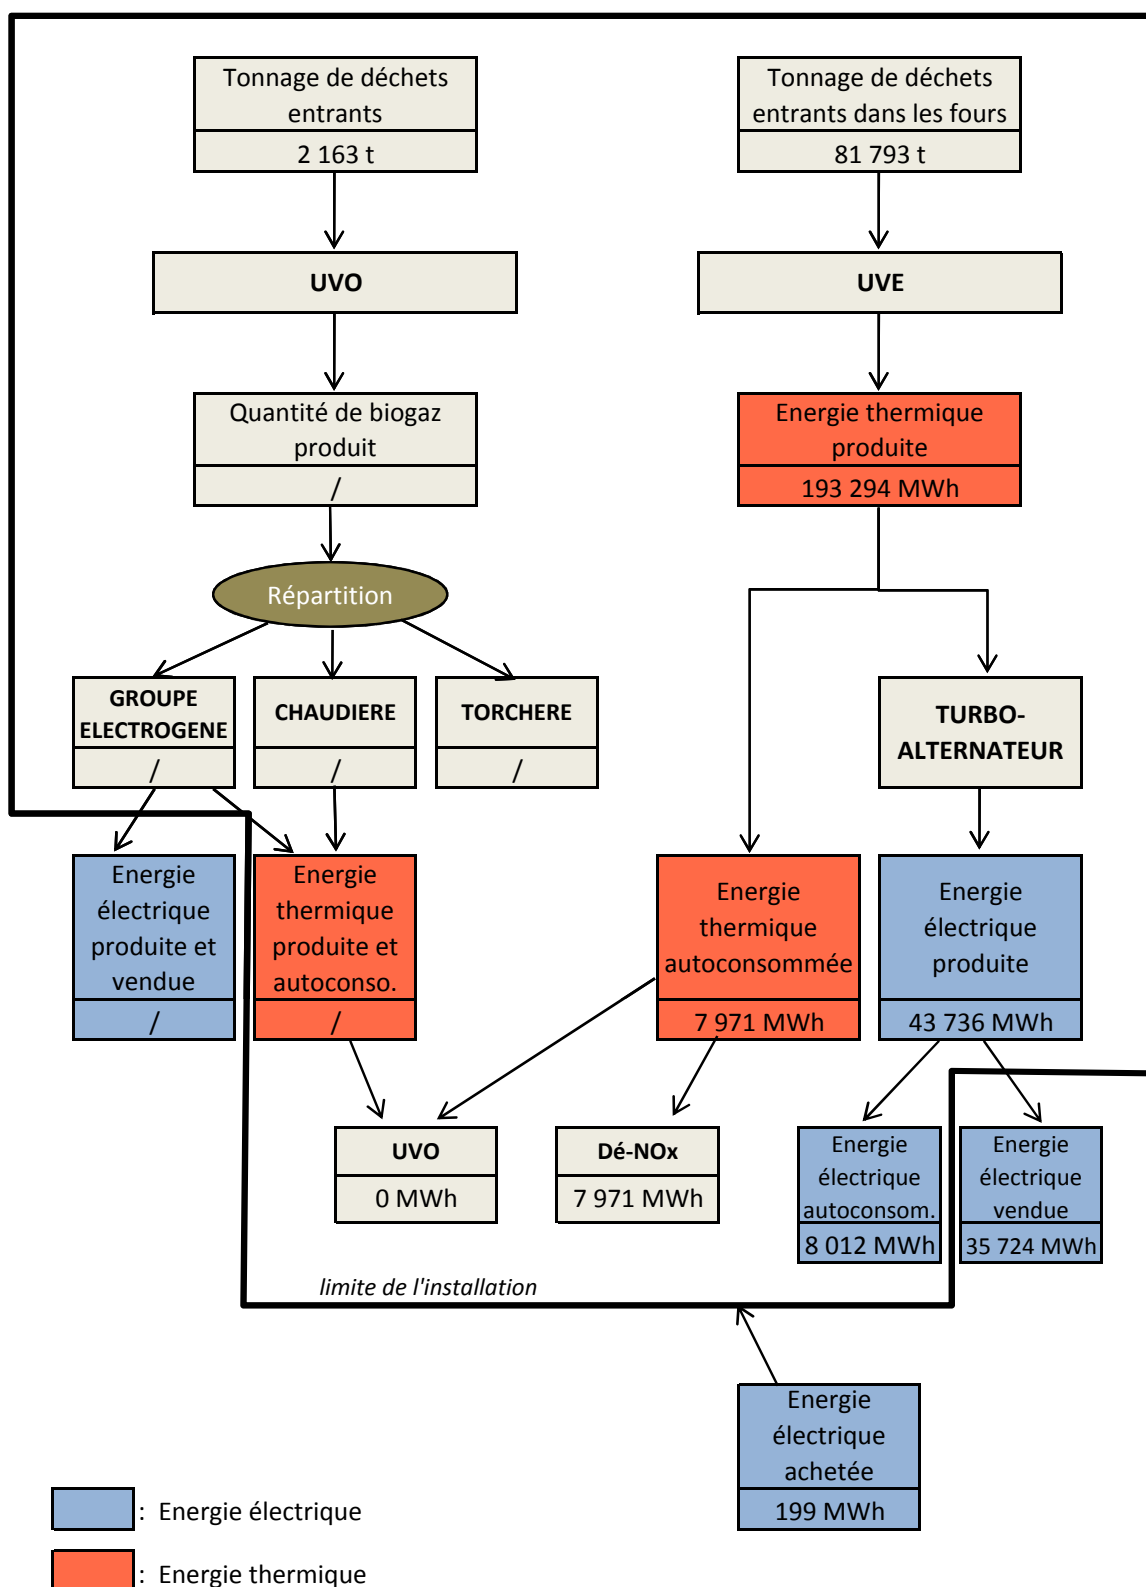 Tonnage de déchets
entrants
2 163 t
Tonnage de déchets
entrants dans les fours
81 793 t
UVO
UVE
Quantité de biogaz
produit
/
Energie thermique
produite
193 294 MWh
Répartition
GROUPE
ELECTROGENE
/
CHAUDIERE
/
TORCHERE
/
TURBO-
ALTERNATEUR
Energie
électrique
produite et
vendue
/
Energie
thermique
produite et
autoconso.
/
Energie
thermique
autoconsommée
7 971 MWh
Energie
électrique
produite
43 736 MWh
UVO
0 MWh
Dé-NOx
7 971 MWh
Energie
électrique
autoconsom.
8 012 MWh
Energie
électrique
vendue
35 724 MWh
limite de l'installation
Energie
électrique
achetée
199 MWh
: Energie électrique
: Energie thermique